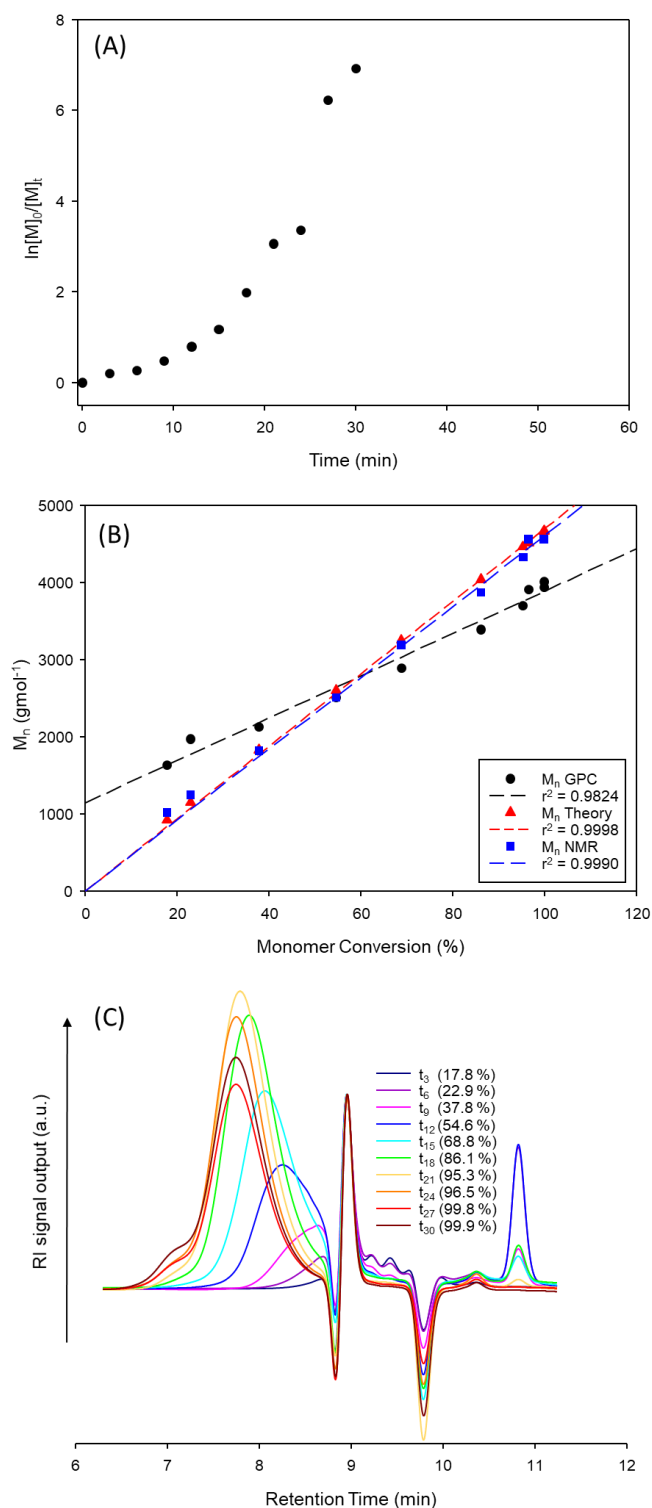 (A)
8
6
4
2
0
ln[M]₀/[M]ₜ
0 10 20 30 40 50 60
Time (min)
(B)
5000
4000
3000
2000
1000
0
Mₙ (gmol⁻¹)
Mₙ GPC
r² = 0.9824
Mₙ Theory
r² = 0.9998
Mₙ NMR
r² = 0.9990
0 20 40 60 80 100 120
Monomer Conversion (%)
(C)
RI signal output (a.u.)
t₃ (17.8 %)
t₆ (22.9 %)
t₉ (37.8 %)
t₁₂ (54.6 %)
t₁₅ (68.8 %)
t₁₈ (86.1 %)
t₂₁ (95.3 %)
t₂₄ (96.5 %)
t₂₇ (99.8 %)
t₃₀ (99.9 %)
6 7 8 9 10 11 12
Retention Time (min)